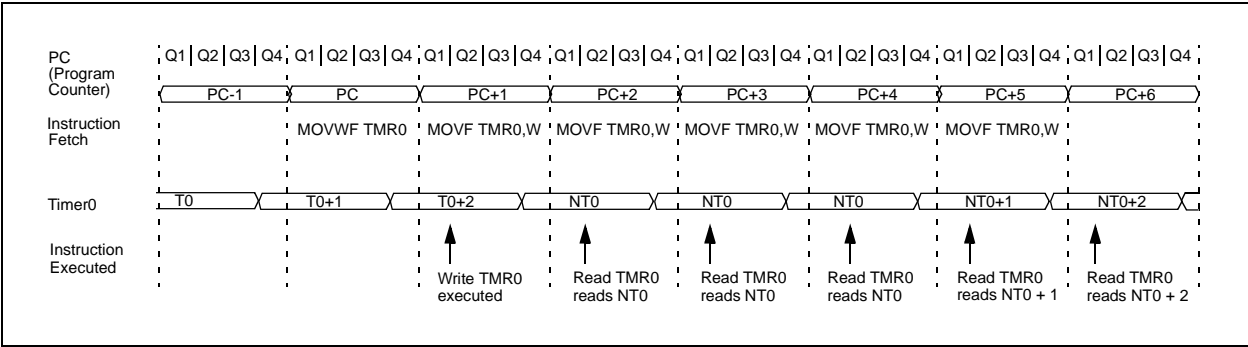 PC (Program Counter)
Q1 Q2 Q3 Q4 Q1 Q2 Q3 Q4 Q1 Q2 Q3 Q4 Q1 Q2 Q3 Q4 Q1 Q2 Q3 Q4 Q1 Q2 Q3 Q4 Q1 Q2 Q3 Q4 Q1 Q2 Q3 Q4
PC-1 PC PC+1 PC+2 PC+3 PC+4 PC+5 PC+6
Instruction Fetch
MOVWF TMR0 MOVF TMR0,W MOVF TMR0,W MOVF TMR0,W MOVF TMR0,W MOVF TMR0,W
Timer0
T0 T0+1 T0+2 NT0 NT0 NT0 NT0+1 NT0+2
Instruction Executed
Write TMR0 executed
Read TMR0 reads NT0
Read TMR0 reads NT0
Read TMR0 reads NT0
Read TMR0 reads NT0 + 1
Read TMR0 reads NT0 + 2